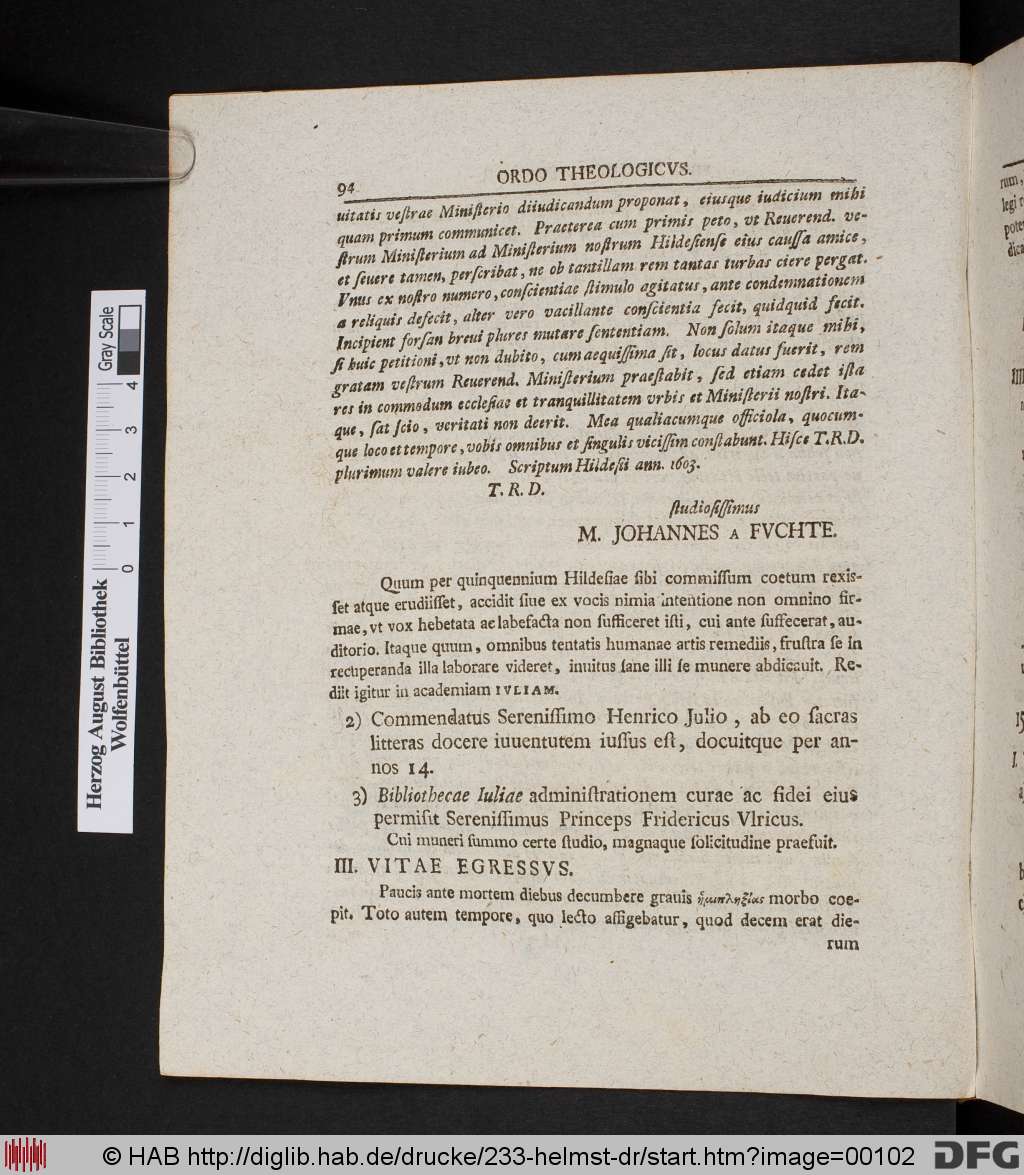 94
ORDO THEOLOGICVS.
uitatis veſtrae Miniſterio diiudicandum proponat, eiusque iudicium mihi
quam primum communicet. Praeterea cum primis peto, vt Reuerend. ve-
ſtrum Miniſterium ad Miniſterium noſtrum Hildeſienſe eius cauſſa amice,
et ſeuere tamen, perſcribat, ne ob tantillam rem tantas turbas ciere pergat.
Vnus ex noſtro numero, conſcientiae ſtimulo agitatus, ante condemnationem
a reliquis defecit, alter vero vacillante conſcientia fecit, quidquid fecit.
Incipient forſan breui plures mutare ſententiam. Non ſolum itaque mihi,
ſi huic petitioni, vt non dubito, cum aequiſſima ſit, locus datus fuerit, rem
gratam veſtrum Reuerend. Miniſterium praeſtabit, ſed etiam cedet iſta
res in commodum eccleſiae et tranquillitatem vrbis et Miniſterii noſtri. Ita-
que, ſat ſcio, veritati non deerit. Mea qualiacumque officiola, quocum-
que loco et tempore, vobis omnibus et ſingulis viciſſim conſtabunt. Hiſce T.R.D.
plurimum valere iubeo. Scriptum Hildeſii ann. 1603.
T. R. D.
ſtudioſiſſimus
M. JOHANNES A FVCHTE.
Quum per quinquennium Hildeſiae ſibi commiſſum coetum rexis-
ſet atque erudiiſſet, accidit ſiue ex vocis nimia intentione non omnino fir-
mae, vt vox hebetata ac labefacta non ſufficeret iſti, cui ante ſuffecerat, au-
ditorio. Itaque quum, omnibus tentatis humanae artis remediis, fruſtra ſe in
recuperanda illa laborare videret, inuitus ſane illi ſe munere abdicauit. Re-
diit igitur in academiam IVLIAM.
2) Commendatus Sereniſſimo Henrico Julio, ab eo ſacras
litteras docere iuuentutem iuſſus eſt, docuitque per an-
nos 14.
3) Bibliothecae Iuliae adminiſtrationem curae ac fidei eius
permiſit Sereniſſimus Princeps Fridericus Vlricus.
Cui muneri ſummo certe ſtudio, magnaque ſolicitudine praefuit.
III. VITAE EGRESSVS.
Paucis ante mortem diebus decumbere grauis ἡμιπληξίας morbo coe-
pit. Toto autem tempore, quo lecto affigebatur, quod decem erat die-
rum
Herzog August Bibliothek
Wolfenbüttel
Gray Scale
0 1 2 3 4
© HAB http://diglib.hab.de/drucke/233-helmst-dr/start.htm?image=00102
DFG